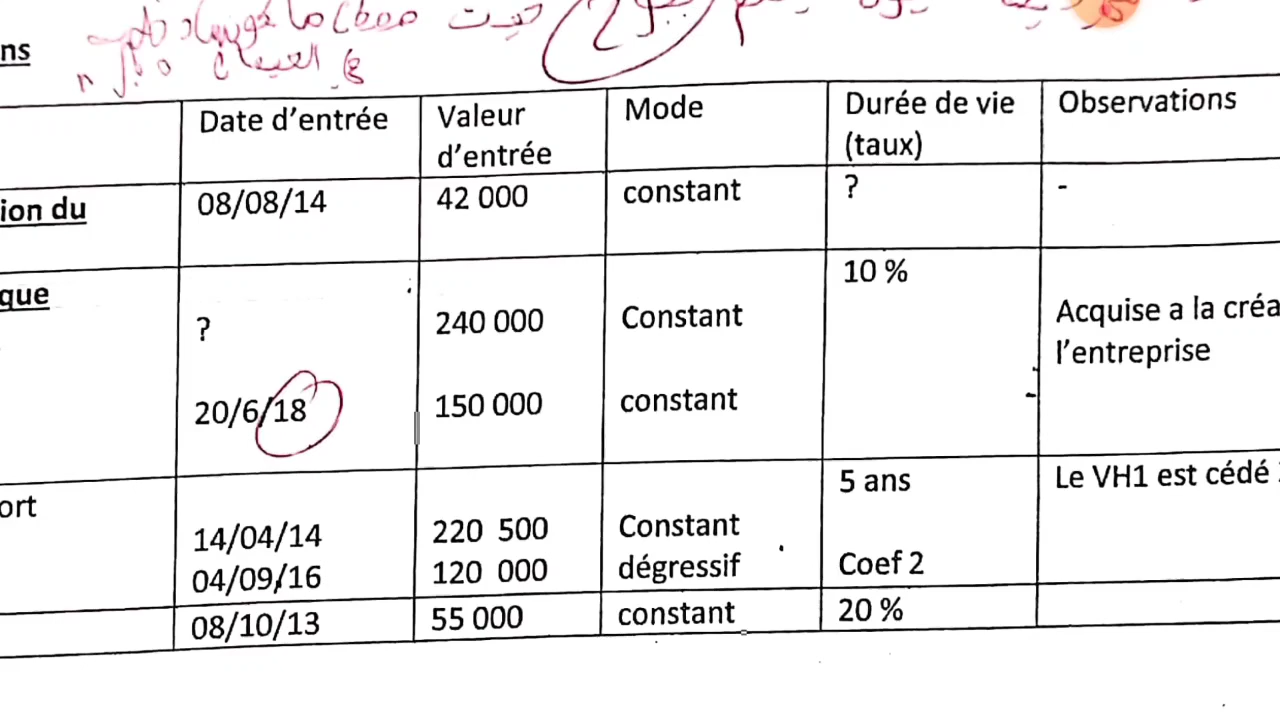 حيت معطا ما
ns
Date d’entrée Valeur d’entrée Mode Durée de vie (taux) Observations
ion du 08/08/14 42 000 constant ? -
que 10 %
? 240 000 Constant Acquise a la créa
l’entreprise
20/6/18 150 000 constant -
ort 5 ans Le VH1 est cédé
14/04/14 220 500 Constant
04/09/16 120 000 dégressif Coef 2
08/10/13 55 000 constant 20 %